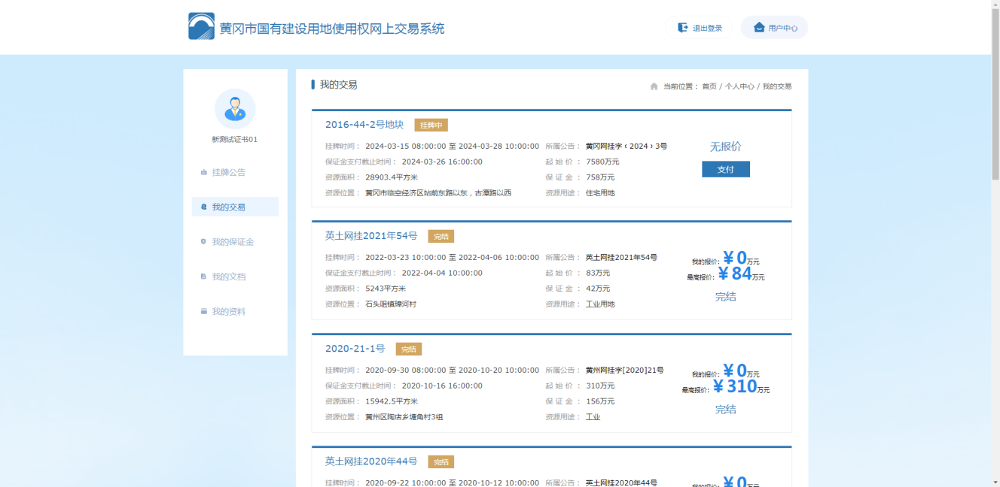 黄冈市国有建设用地使用权网上交易系统
退出登录
用户中心
新测试证书01
挂牌公告
我的交易
我的保证金
我的文档
我的资料
我的交易
当前位置： 首页 / 个人中心 / 我的交易
2016-44-2号地块 挂牌中
挂牌时间： 2024-03-15 08:00:00 至 2024-03-28 10:00:00 所属公告： 黄冈网挂字﹙2024﹚3号
保证金支付截止时间： 2024-03-26 16:00:00 起 始 价 ： 7580万元
资源面积： 28903.4平方米 保 证 金 ： 758万元
资源位置： 黄冈市临空经济区站前东路以东，古潭路以西 资源用途： 住宅用地
无报价
支付
英土网挂2021年54号 完结
挂牌时间： 2022-03-23 10:00:00 至 2022-04-06 10:00:00 所属公告： 英土网挂2021年54号
保证金支付截止时间： 2022-04-04 10:00:00 起 始 价 ： 83万元
资源面积： 5243平方米 保 证 金 ： 42万元
资源位置： 石头咀镇璋河村 资源用途： 工业用地
我的报价: ¥ 0万元
最高报价: ¥ 84万元
完结
2020-21-1号 完结
挂牌时间： 2020-09-30 08:00:00 至 2020-10-20 10:00:00 所属公告： 黄州网挂字[2020]21号
保证金支付截止时间： 2020-10-16 16:00:00 起 始 价 ： 310万元
资源面积： 15942.5平方米 保 证 金 ： 156万元
资源位置： 黄州区陶店乡塘角村3组 资源用途： 工业
我的报价: ¥ 0万元
最高报价: ¥ 310万元
完结
英土网挂2020年44号 完结
挂牌时间： 2020-09-22 10:00:00 至 2020-10-12 10:00:00 所属公告： 英土网挂2020年44号
我的报价: ¥ 0万元